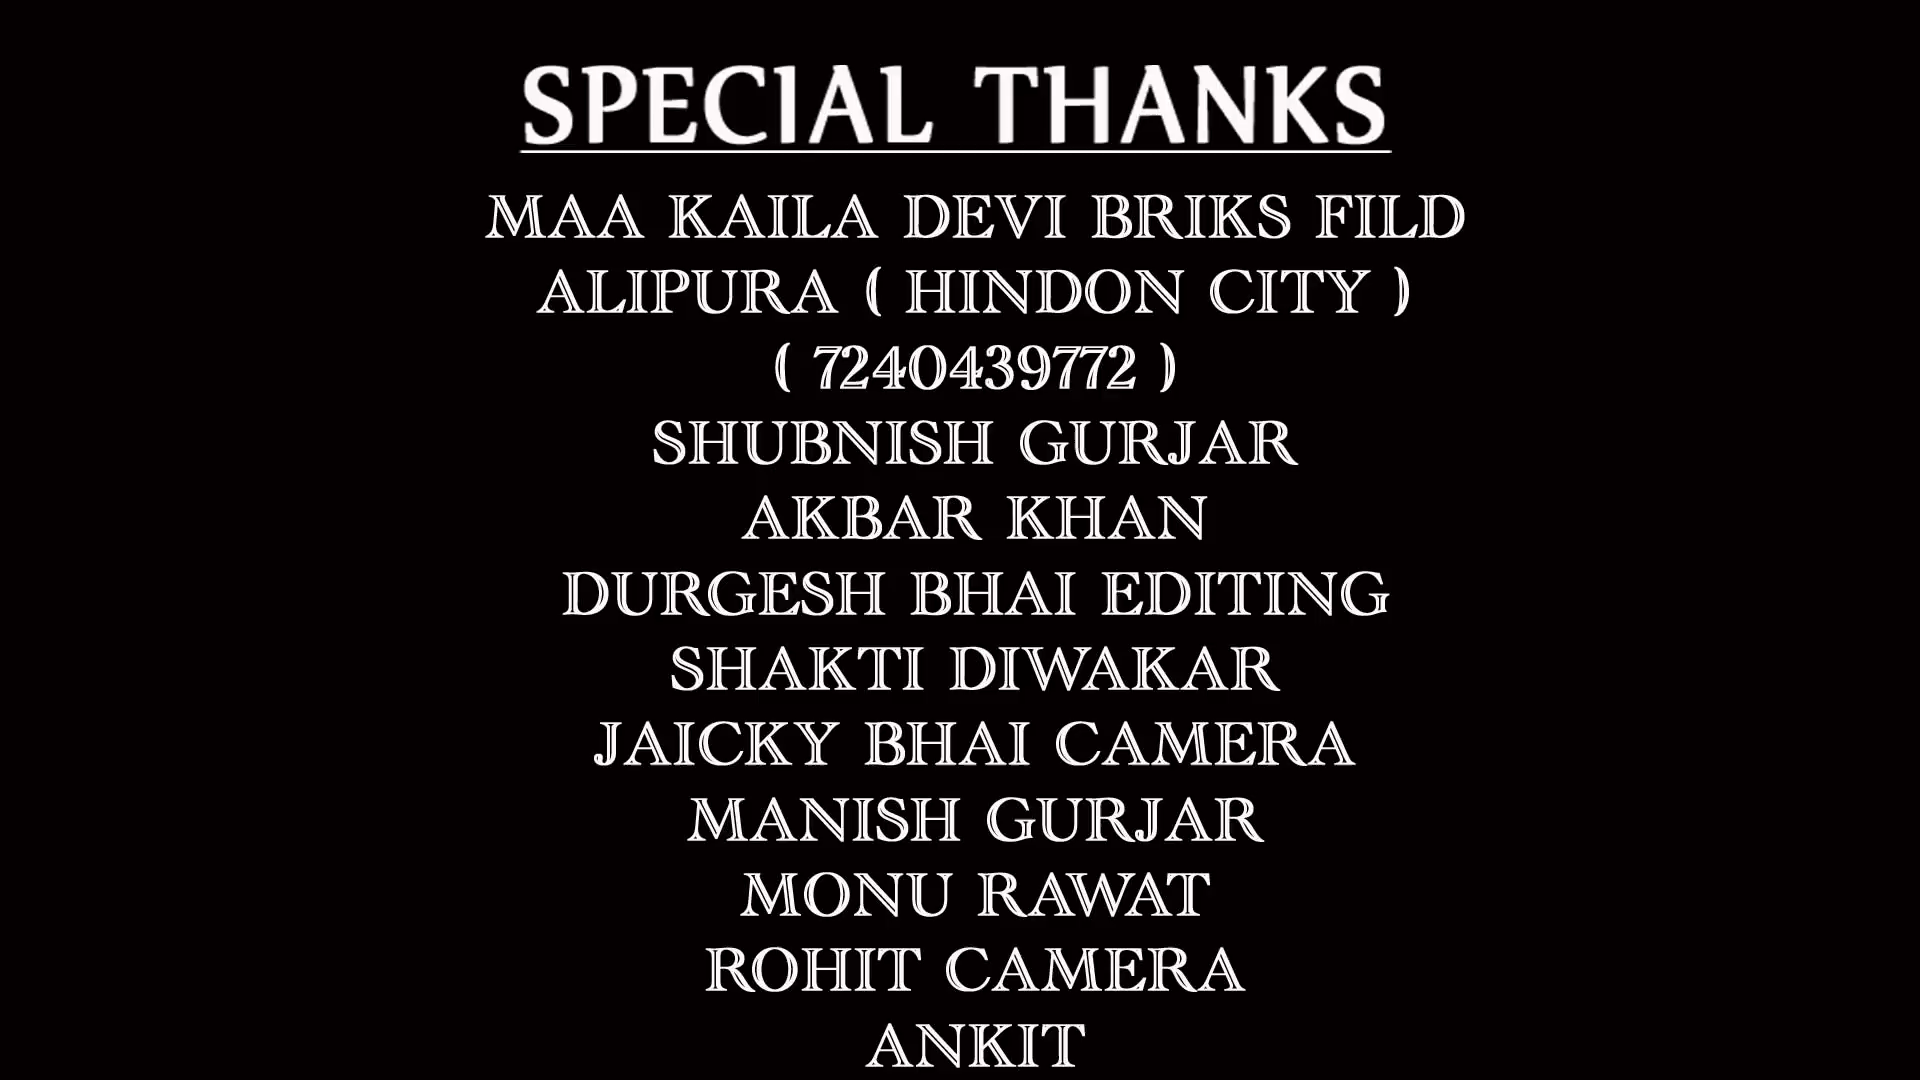 SPECIAL THANKS
MAA KAILA DEVI BRIKS FILD
ALIPURA ( HINDON CITY )
( 7240439772 )
SHUBNISH GURJAR
AKBAR KHAN
DURGESH BHAI EDITING
SHAKTI DIWAKAR
JAICKY BHAI CAMERA
MANISH GURJAR
MONU RAWAT
ROHIT CAMERA
ANKIT